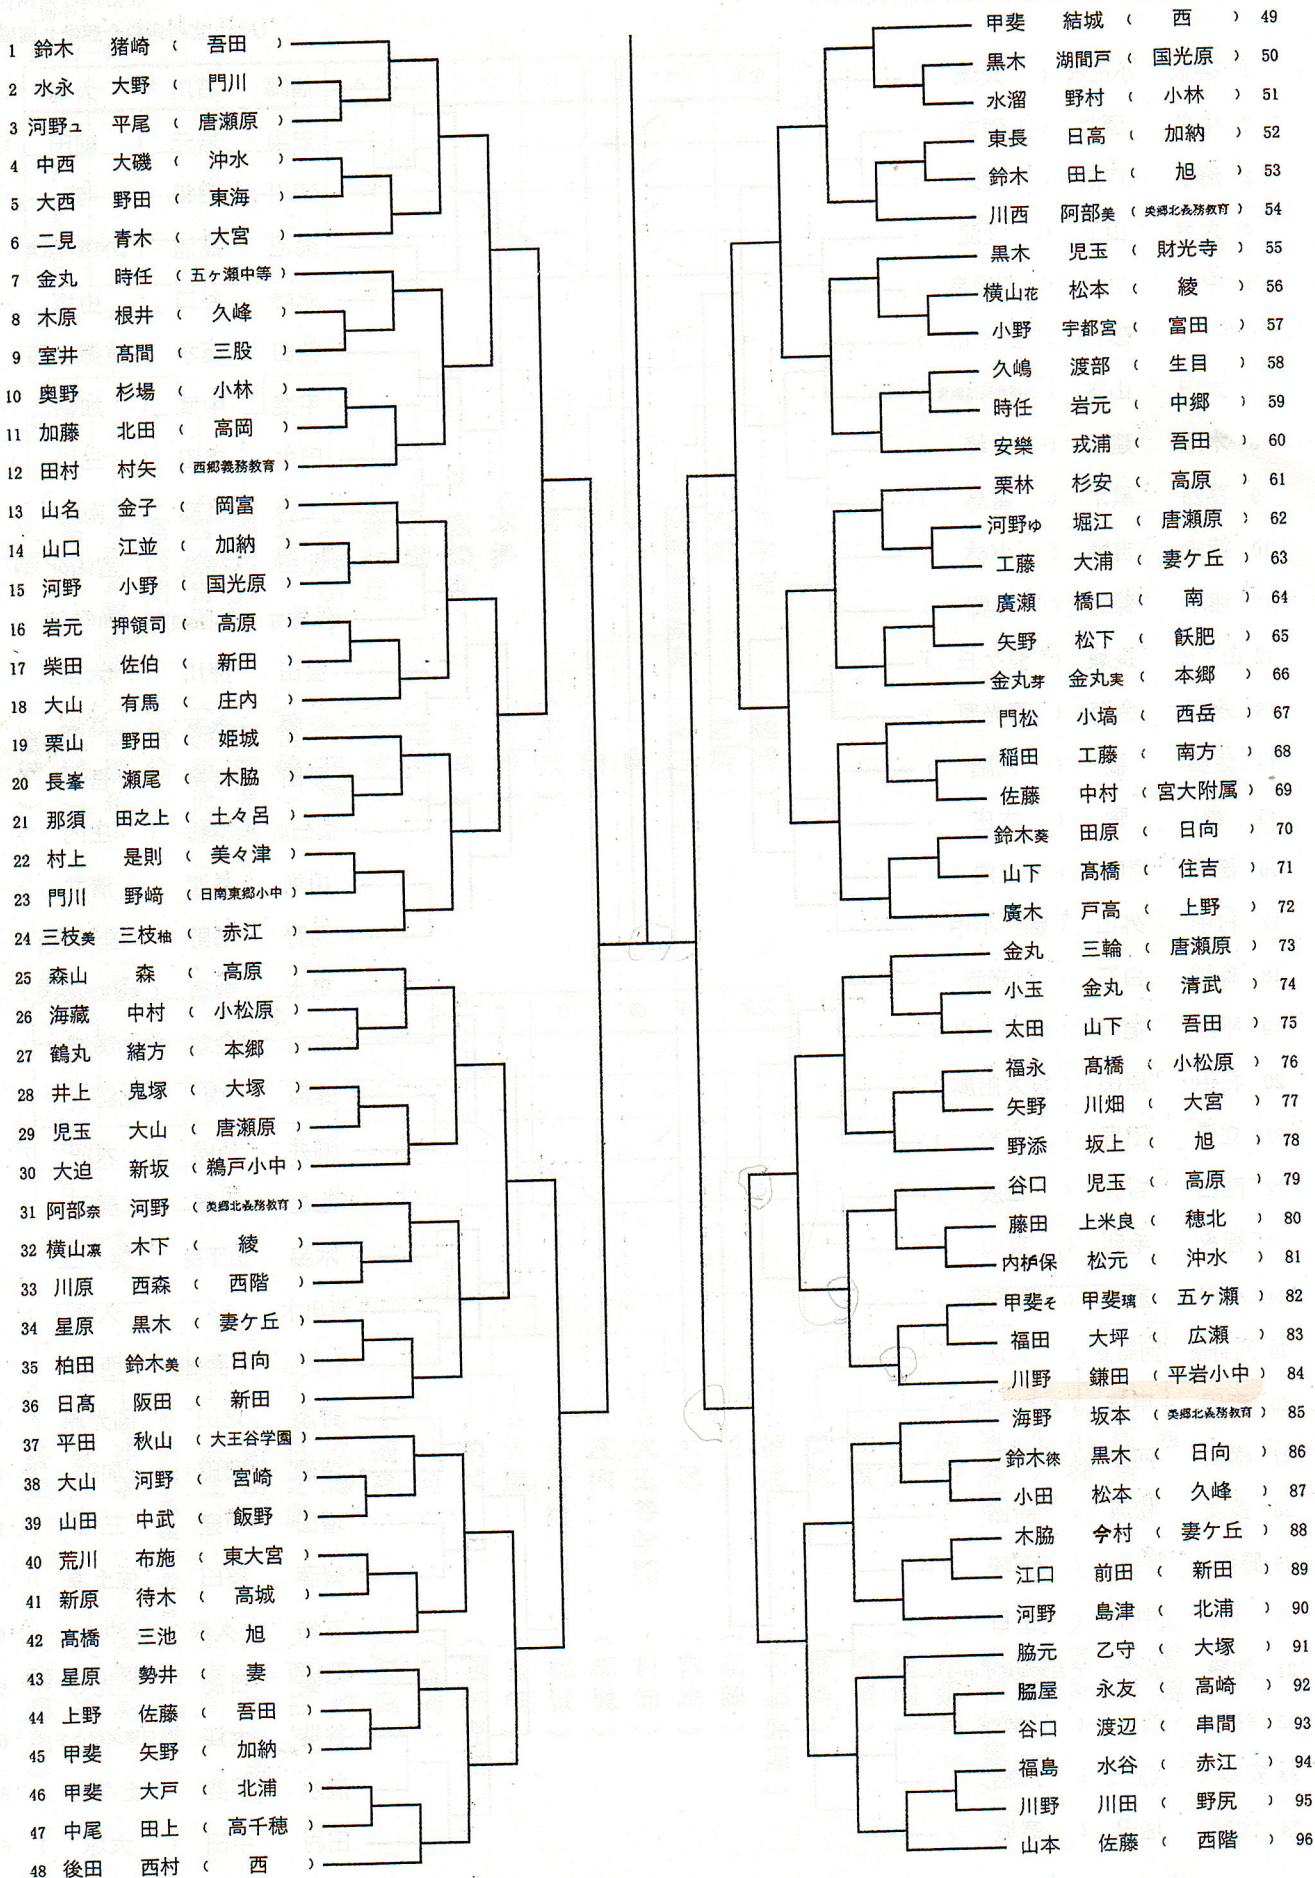 1 鈴木 猪崎 ( 吾田 )
2 水永 大野 ( 門川 )
3 河野ュ 平尾 ( 唐瀬原 )
4 中西 大磯 ( 沖水 )
5 大西 野田 ( 東海 )
6 二見 青木 ( 大宮 )
7 金丸 時任 ( 五ヶ瀬中等 )
8 木原 根井 ( 久峰 )
9 室井 髙間 ( 三股 )
10 奥野 杉場 ( 小林 )
11 加藤 北田 ( 高岡 )
12 田村 村矢 ( 西郷義務教育 )
13 山名 金子 ( 岡富 )
14 山口 江並 ( 加納 )
15 河野 小野 ( 国光原 )
16 岩元 押領司 ( 高原 )
17 柴田 佐伯 ( 新田 )
18 大山 有馬 ( 庄内 )
19 栗山 野田 ( 姫城 )
20 長峯 瀬尾 ( 木脇 )
21 那須 田之上 ( 土々呂 )
22 村上 是則 ( 美々津 )
23 門川 野﨑 ( 日南東郷小中 )
24 三枝美 三枝柚 ( 赤江 )
25 森山 森 ( 高原 )
26 海藏 中村 ( 小松原 )
27 鶴丸 緒方 ( 本郷 )
28 井上 鬼塚 ( 大塚 )
29 児玉 大山 ( 唐瀬原 )
30 大迫 新坂 ( 鵜戸小中 )
31 阿部奈 河野 ( 美郷北義務教育 )
32 横山凛 木下 ( 綾 )
33 川原 西森 ( 西階 )
34 星原 黒木 ( 妻ケ丘 )
35 柏田 鈴木美 ( 日向 )
36 日髙 阪田 ( 新田 )
37 平田 秋山 ( 大王谷学園 )
38 大山 河野 ( 宮崎 )
39 山田 中武 ( 飯野 )
40 荒川 布施 ( 東大宮 )
41 新原 待木 ( 高城 )
42 髙橋 三池 ( 旭 )
43 星原 勢井 ( 妻 )
44 上野 佐藤 ( 吾田 )
45 甲斐 矢野 ( 加納 )
46 甲斐 大戸 ( 北浦 )
47 中尾 田上 ( 高千穂 )
48 後田 西村 ( 西 )
甲斐 結城 ( 西 ) 49
黒木 湖間戸 ( 国光原 ) 50
水溜 野村 ( 小林 ) 51
東長 日高 ( 加納 ) 52
鈴木 田上 ( 旭 ) 53
川西 阿部美 ( 美郷北義務教育 ) 54
黒木 児玉 ( 財光寺 ) 55
横山花 松本 ( 綾 ) 56
小野 宇都宮 ( 富田 ) 57
久嶋 渡部 ( 生目 ) 58
時任 岩元 ( 中郷 ) 59
安樂 戎浦 ( 吾田 ) 60
栗林 杉安 ( 高原 ) 61
河野ゆ 堀江 ( 唐瀬原 ) 62
工藤 大浦 ( 妻ケ丘 ) 63
廣瀬 橋口 ( 南 ) 64
矢野 松下 ( 飫肥 ) 65
金丸芽 金丸実 ( 本郷 ) 66
門松 小塙 ( 西岳 ) 67
稲田 工藤 ( 南方 ) 68
佐藤 中村 ( 宮大附属 ) 69
鈴木葵 田原 ( 日向 ) 70
山下 髙橋 ( 住吉 ) 71
廣木 戸高 ( 上野 ) 72
金丸 三輪 ( 唐瀬原 ) 73
小玉 金丸 ( 清武 ) 74
太田 山下 ( 吾田 ) 75
福永 髙橋 ( 小松原 ) 76
矢野 川畑 ( 大宮 ) 77
野添 坂上 ( 旭 ) 78
谷口 児玉 ( 高原 ) 79
藤田 上米良 ( 穂北 ) 80
内枦保 松元 ( 沖水 ) 81
甲斐そ 甲斐璃 ( 五ヶ瀬 ) 82
福田 大坪 ( 広瀬 ) 83
川野 鎌田 ( 平岩小中 ) 84
海野 坂本 ( 美郷北義務教育 ) 85
鈴木徠 黒木 ( 日向 ) 86
小田 松本 ( 久峰 ) 87
木脇 今村 ( 妻ケ丘 ) 88
江口 前田 ( 新田 ) 89
河野 島津 ( 北浦 ) 90
脇元 乙守 ( 大塚 ) 91
脇屋 永友 ( 高崎 ) 92
谷口 渡辺 ( 串間 ) 93
福島 水谷 ( 赤江 ) 94
川野 川田 ( 野尻 ) 95
山本 佐藤 ( 西階 ) 96